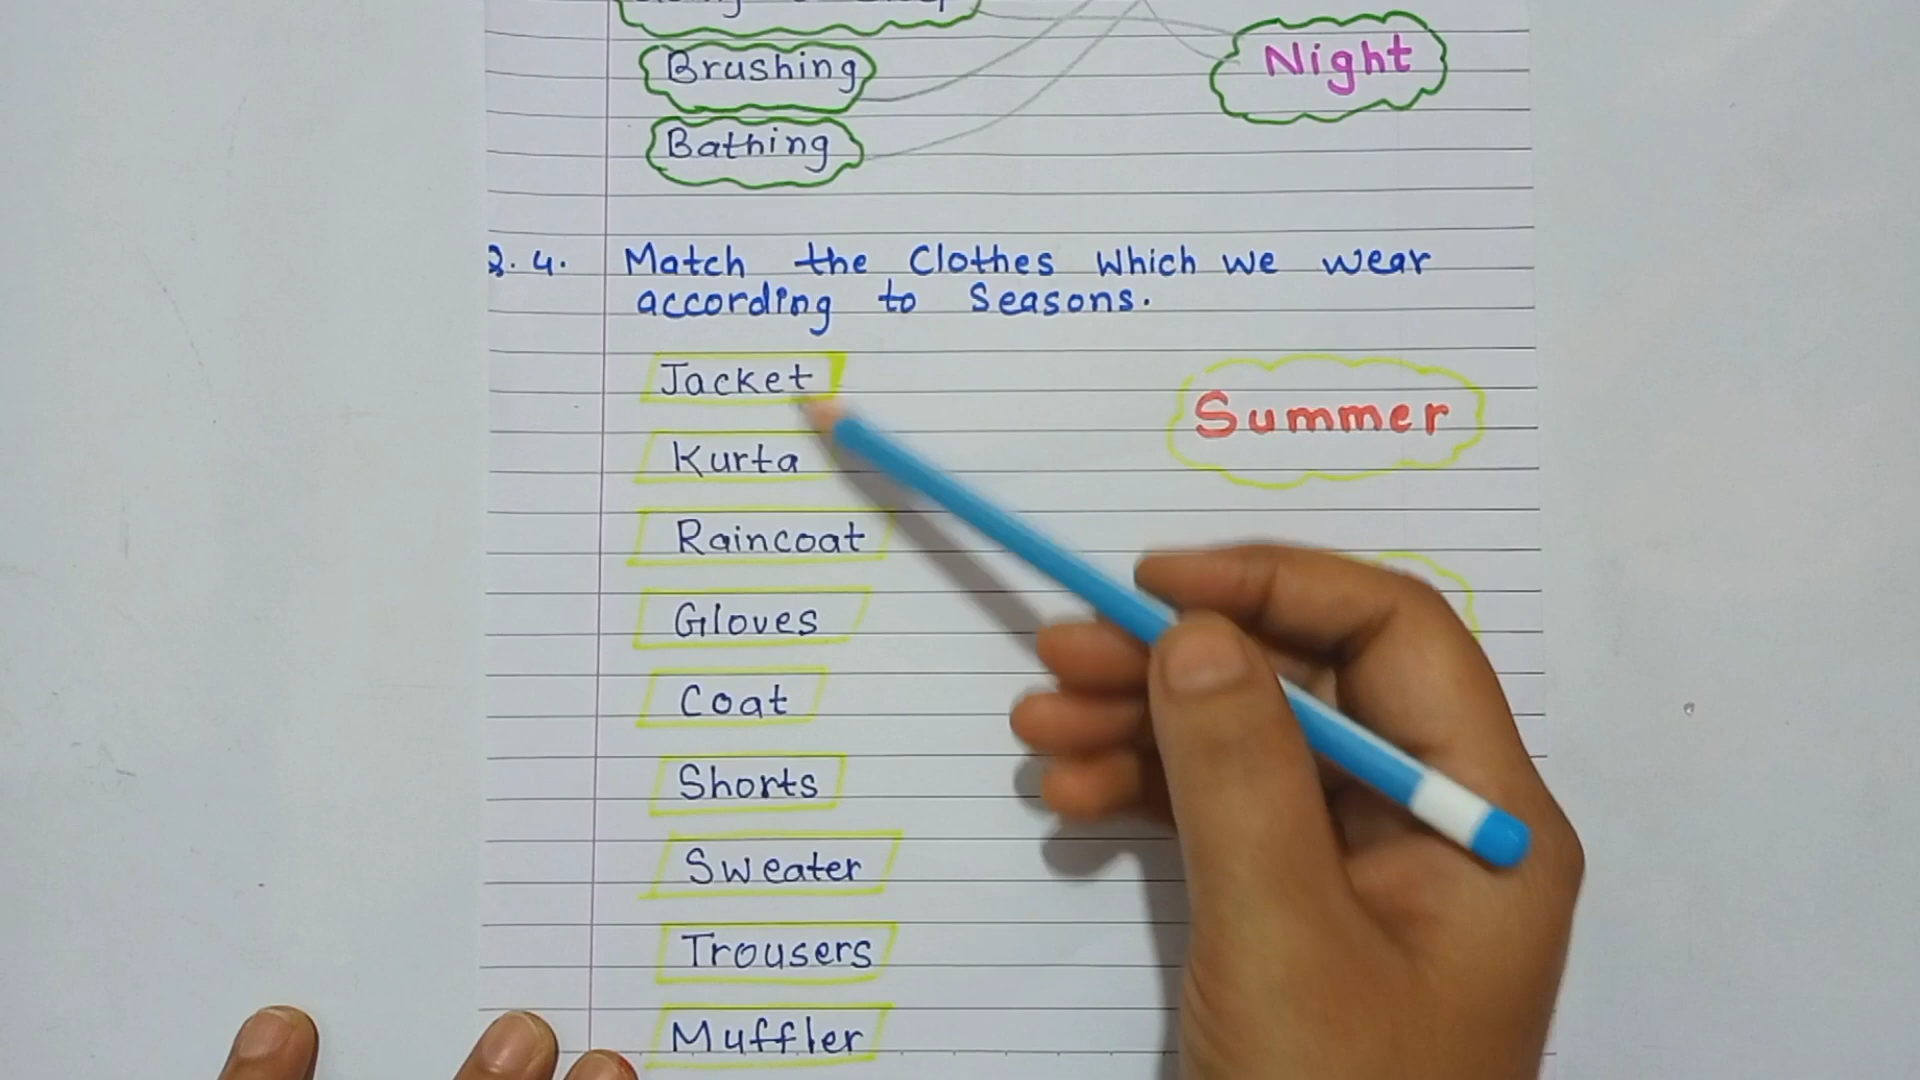 Brushing
Night
Bathing
2.4. Match the Clothes which we wear
according to Seasons.
Jacket
Summer
Kurta
Raincoat
Gloves
Coat
Shorts
Sweater
Trousers
Muffler